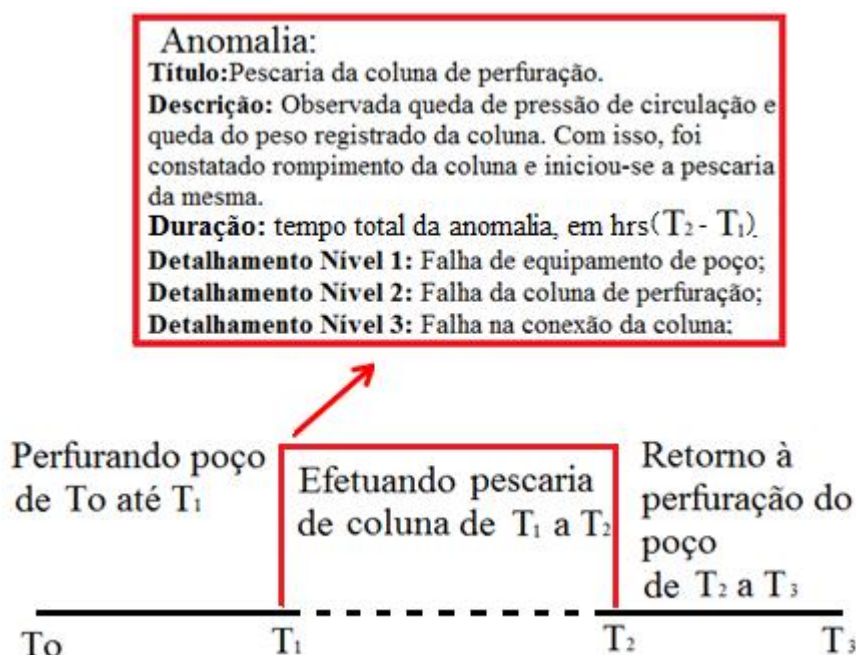 Anomalia:
Título:Pescaria da coluna de perfuração.
Descrição: Observada queda de pressão de circulação e
queda do peso registrado da coluna. Com isso, foi
constatado rompimento da coluna e iniciou-se a pescaria
da mesma.
Duração: tempo total da anomalia, em hrs(T₂ - T₁).
Detalhamento Nível 1: Falha de equipamento de poço;
Detalhamento Nível 2: Falha da coluna de perfuração;
Detalhamento Nível 3: Falha na conexão da coluna;
Perfurando poço
de To até T₁
Efetuando pescaria
de coluna de T₁ a T₂
Retorno à
perfuração do
poço
de T₂ a T₃
To
T₁
T₂
T₃